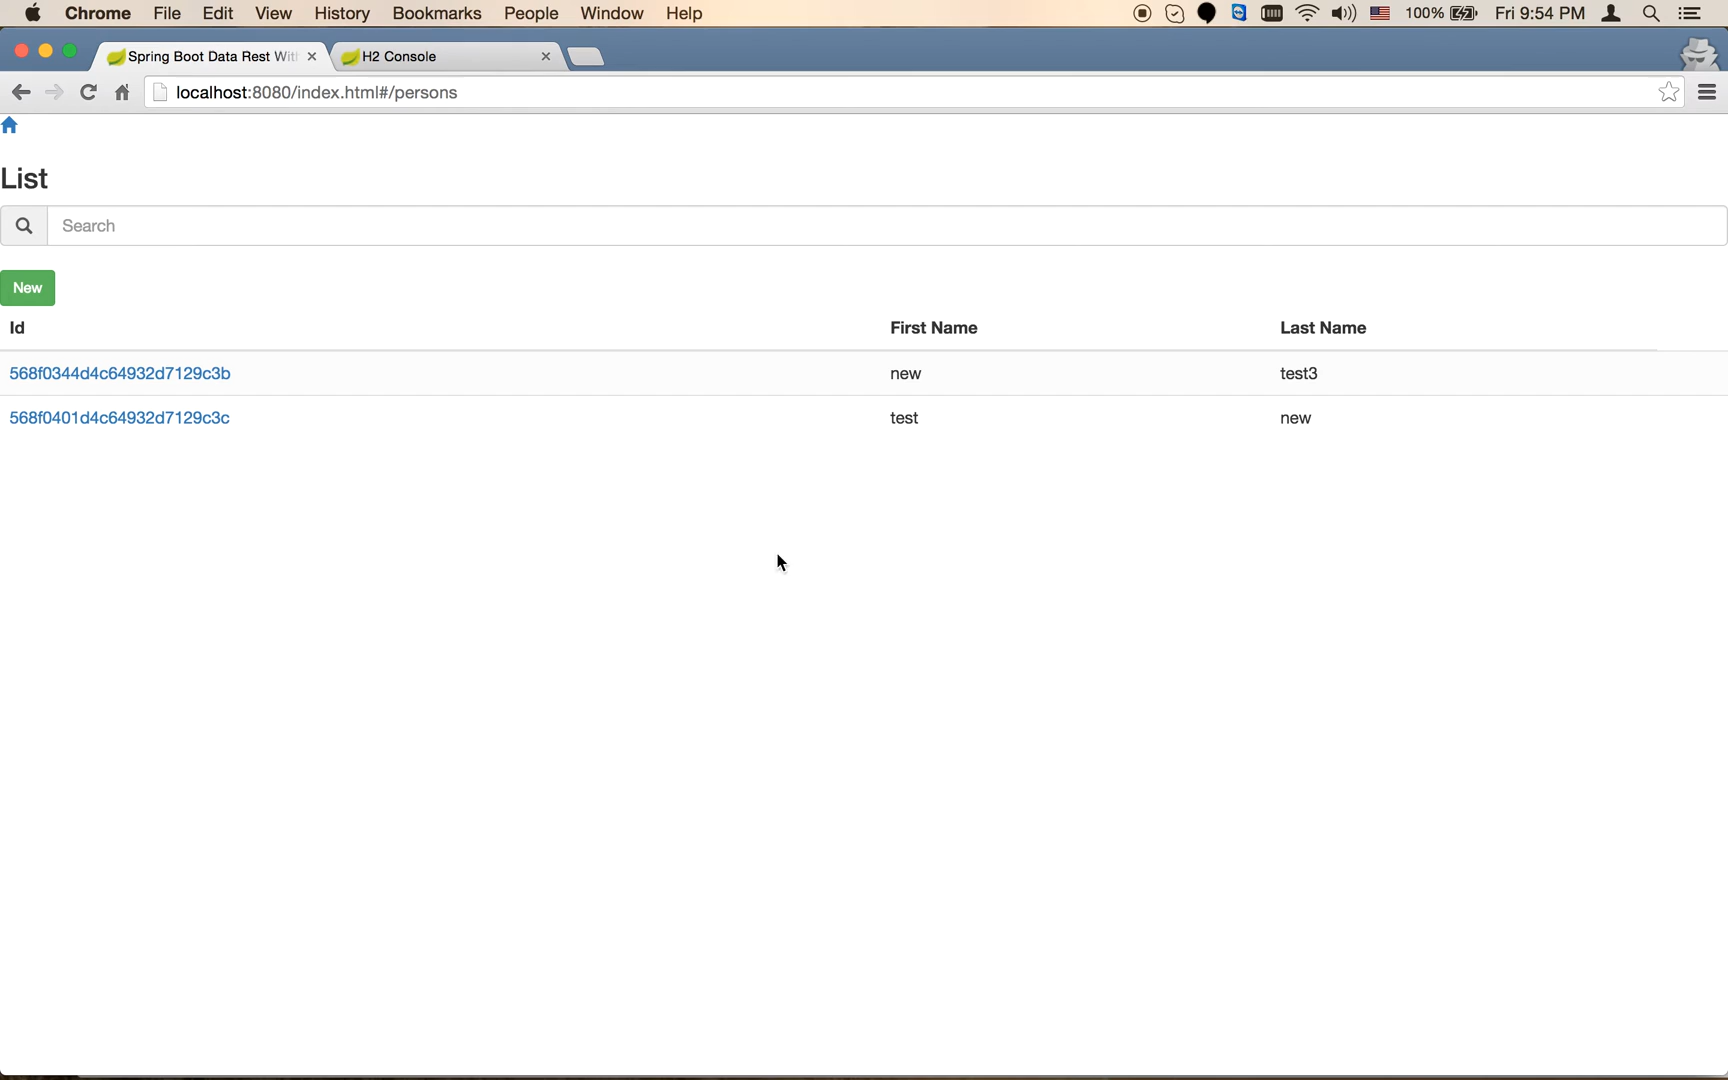 Chrome File Edit View History Bookmarks People Window Help 100% Fri 9:54 PM
Spring Boot Data Rest Wit H2 Console
localhost:8080/index.html#/persons
List
Search
New
Id First Name Last Name
568f0344d4c64932d7129c3b new test3
568f0401d4c64932d7129c3c test new